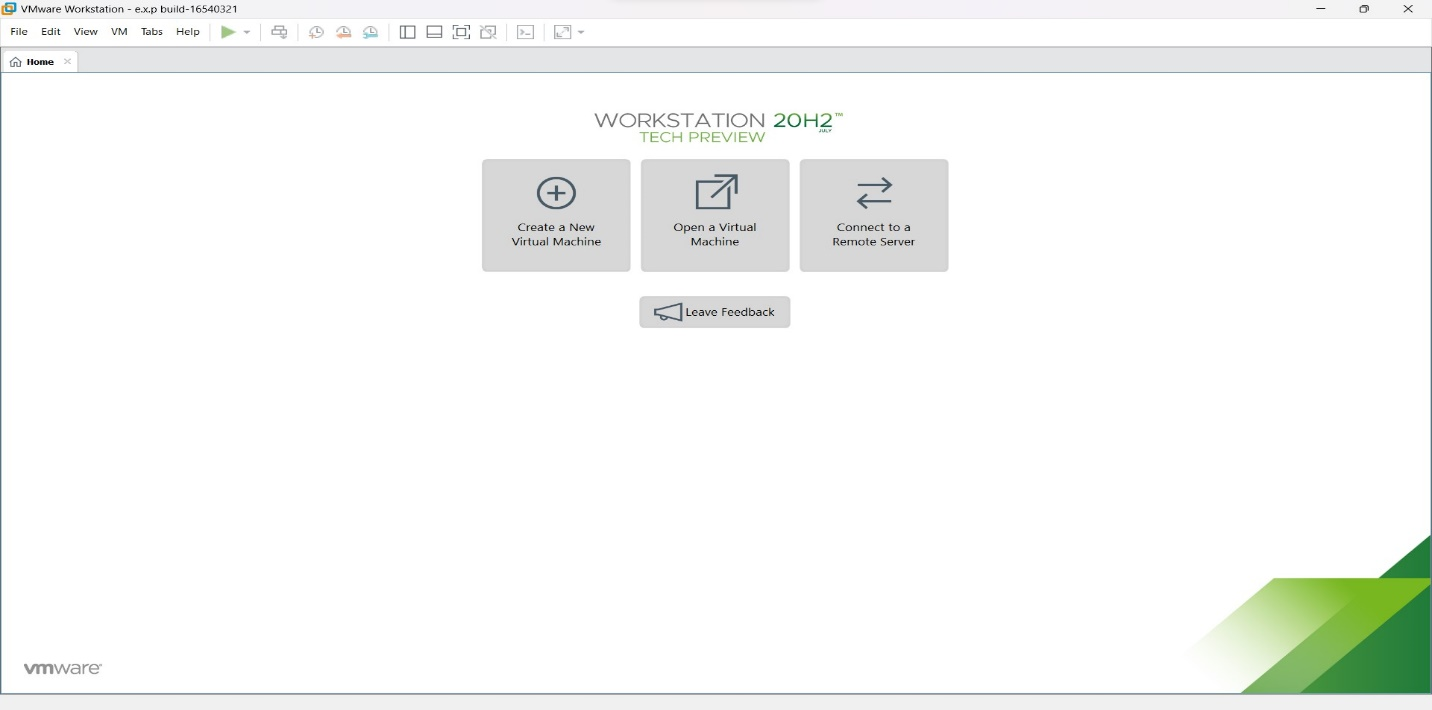 VMware Workstation - e.x.p build-16540321
File Edit View VM Tabs Help
Home
WORKSTATION 20H2™
JULY
TECH PREVIEW
Create a New
Virtual Machine
Open a Virtual
Machine
Connect to a
Remote Server
Leave Feedback
vmware®